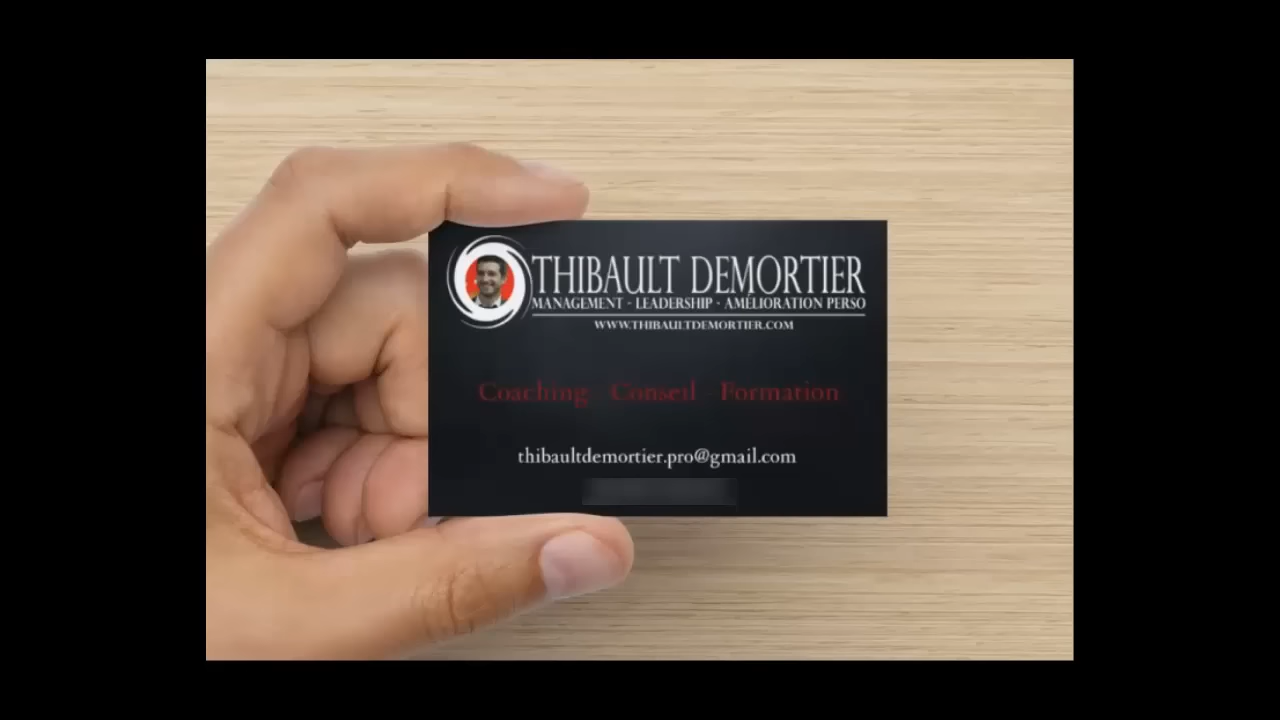 THIBAULT DEMORTIER
MANAGEMENT - LEADERSHIP - AMÉLIORATION PERSO
WWW.THIBAULTDEMORTIER.COM
Coaching - Conseil - Formation
thibaultdemortier.pro@gmail.com